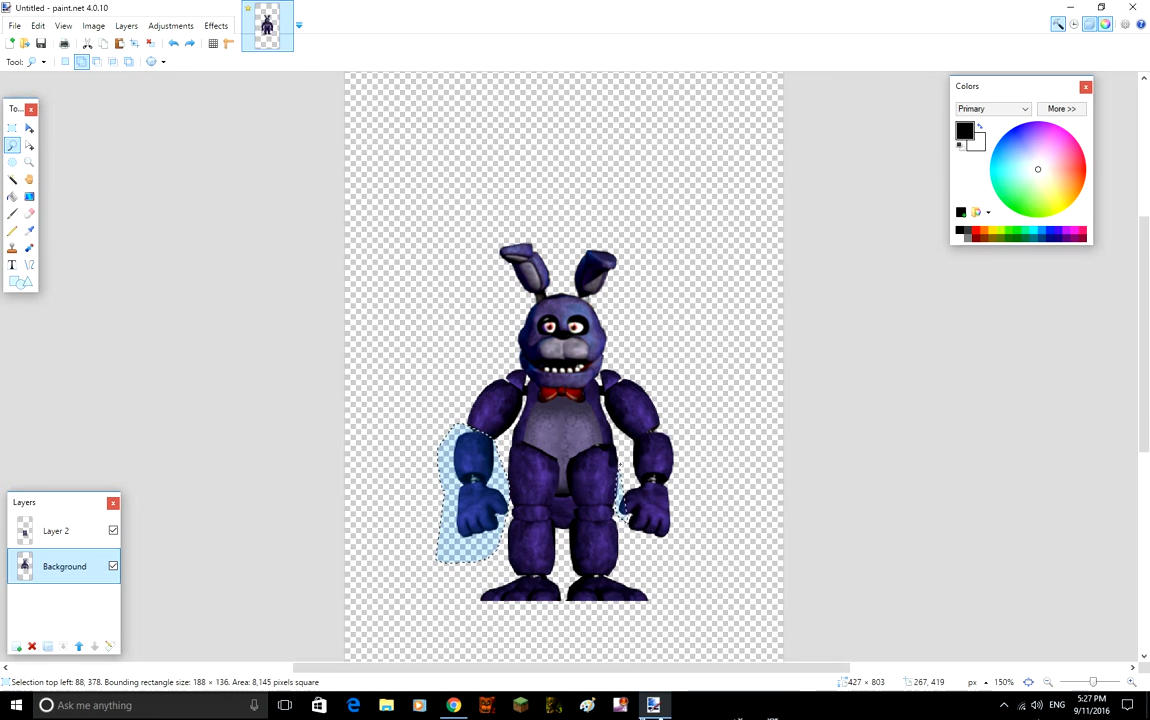 Untitled - paint.net 4.0.10
File Edit View Image Layers Adjustments Effects
Tool:
To...
Colors
Primary
More >>
Layers
Layer 2
Background
Selection top left: 88, 378. Bounding rectangle size: 188 × 136. Area: 8,145 pixels square
427 × 803
267, 419
px
150%
Ask me anything
ENG
5:27 PM
9/11/2016